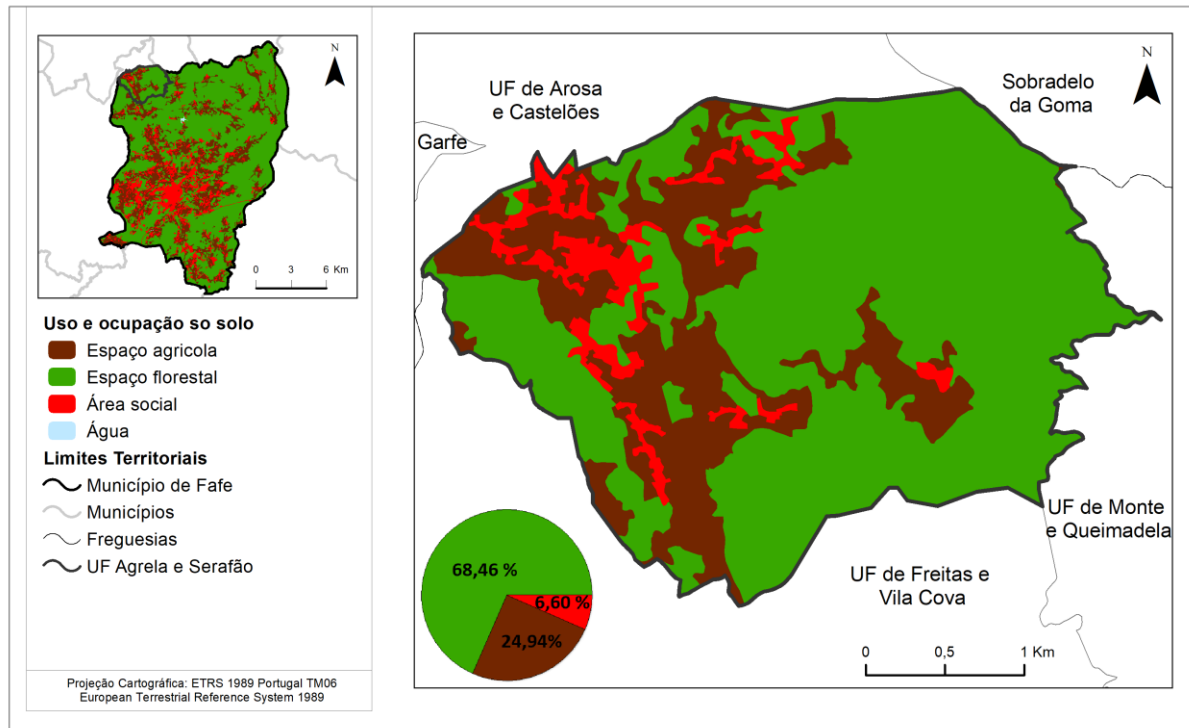 N
0 3 6 Km
Uso e ocupação so solo
Espaço agricola
Espaço florestal
Área social
Água
Limites Territoriais
Município de Fafe
Municípios
Freguesias
UF Agrela e Serafão
Projeção Cartográfica: ETRS 1989 Portugal TM06
European Terrestrial Reference System 1989
UF de Arosa
e Castelões
Garfe
Sobradelo
da Goma
N
UF de Monte
e Queimadela
UF de Freitas e
Vila Cova
68,46 %
6,60 %
24,94%
0 0,5 1 Km